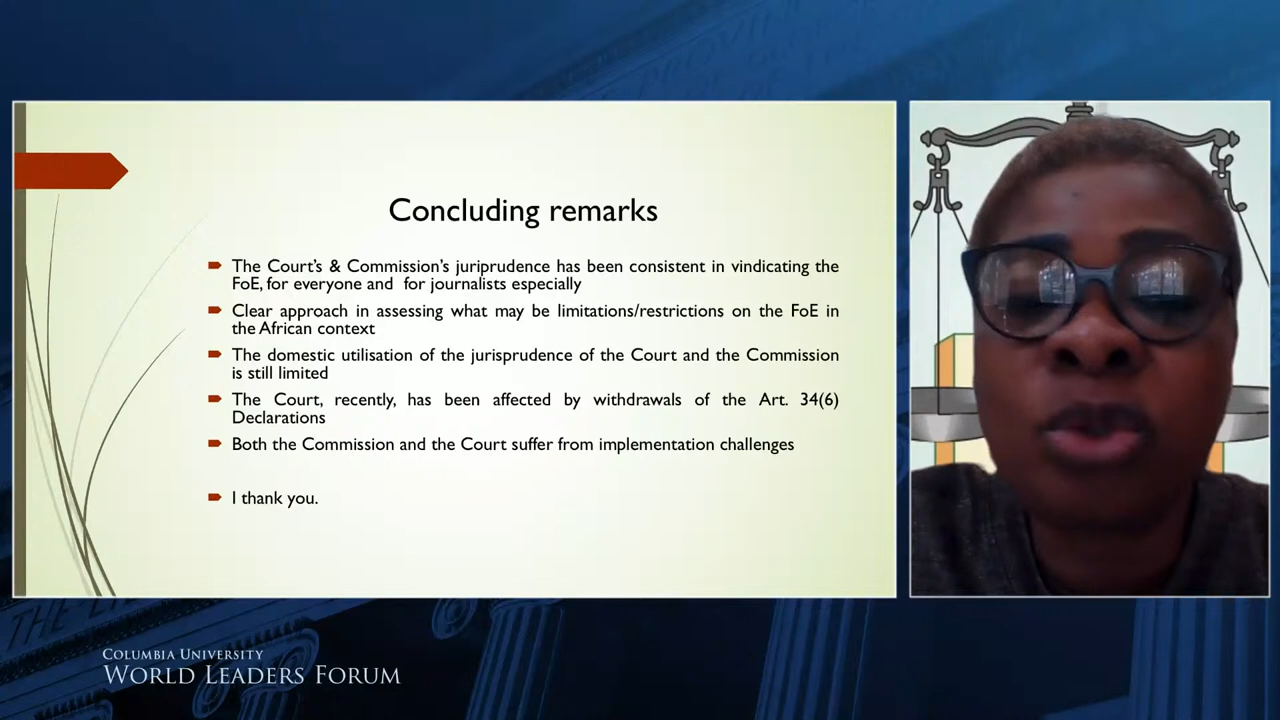 Concluding remarks
The Court's & Commission's juriprudence has been consistent in vindicating the
FoE, for everyone and for journalists especially
Clear approach in assessing what may be limitations/restrictions on the FoE in
the African context
The domestic utilisation of the jurisprudence of the Court and the Commission
is still limited
The Court, recently, has been affected by withdrawals of the Art. 34(6)
Declarations
Both the Commission and the Court suffer from implementation challenges
I thank you.
THE
COLUMBIA UNIVERSITY
WORLD LEADERS FORUM